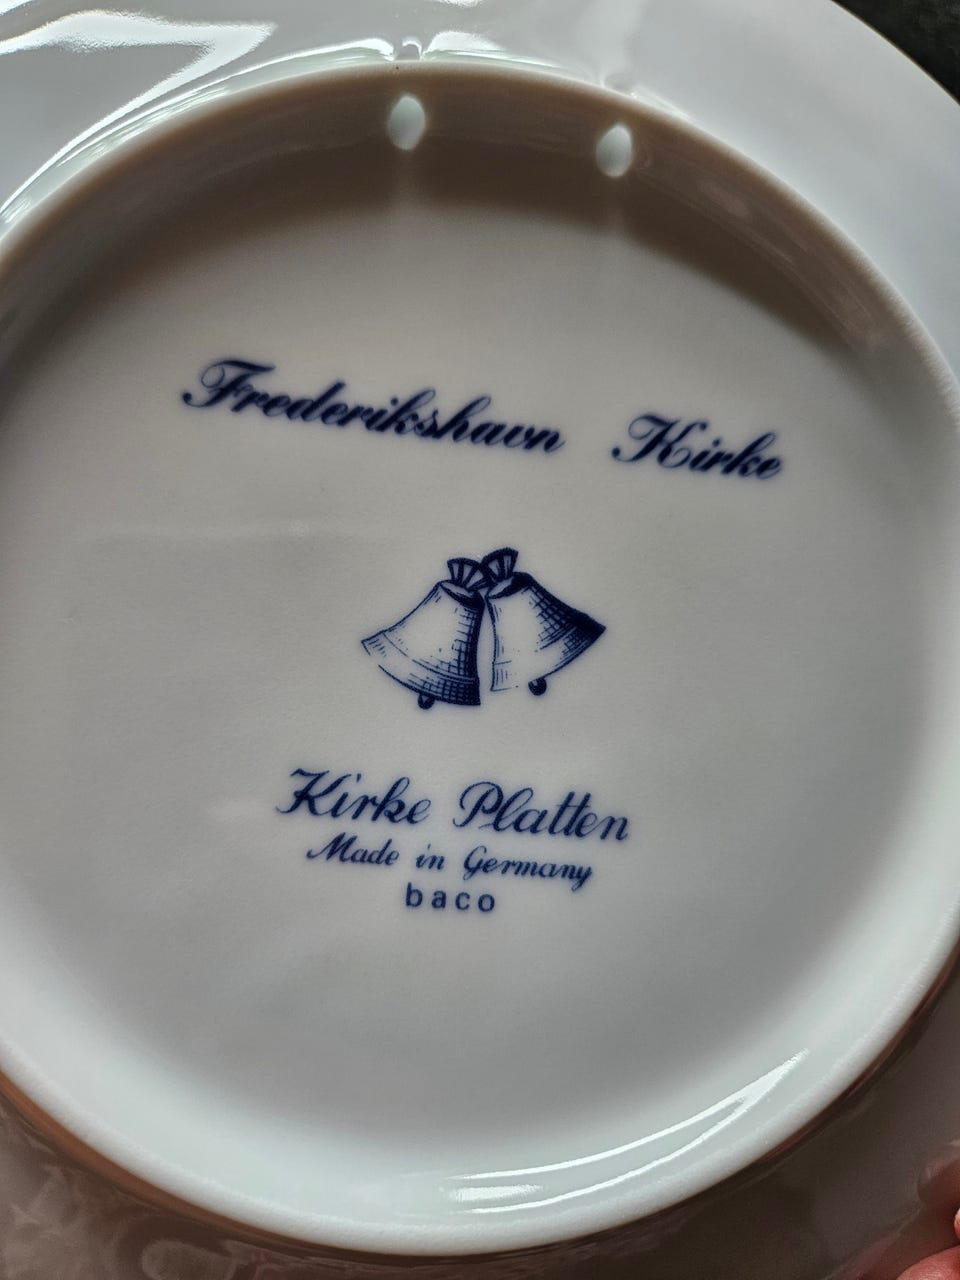 Frederikshavn Kirke
Kirke Platten
Made in Germany
baco